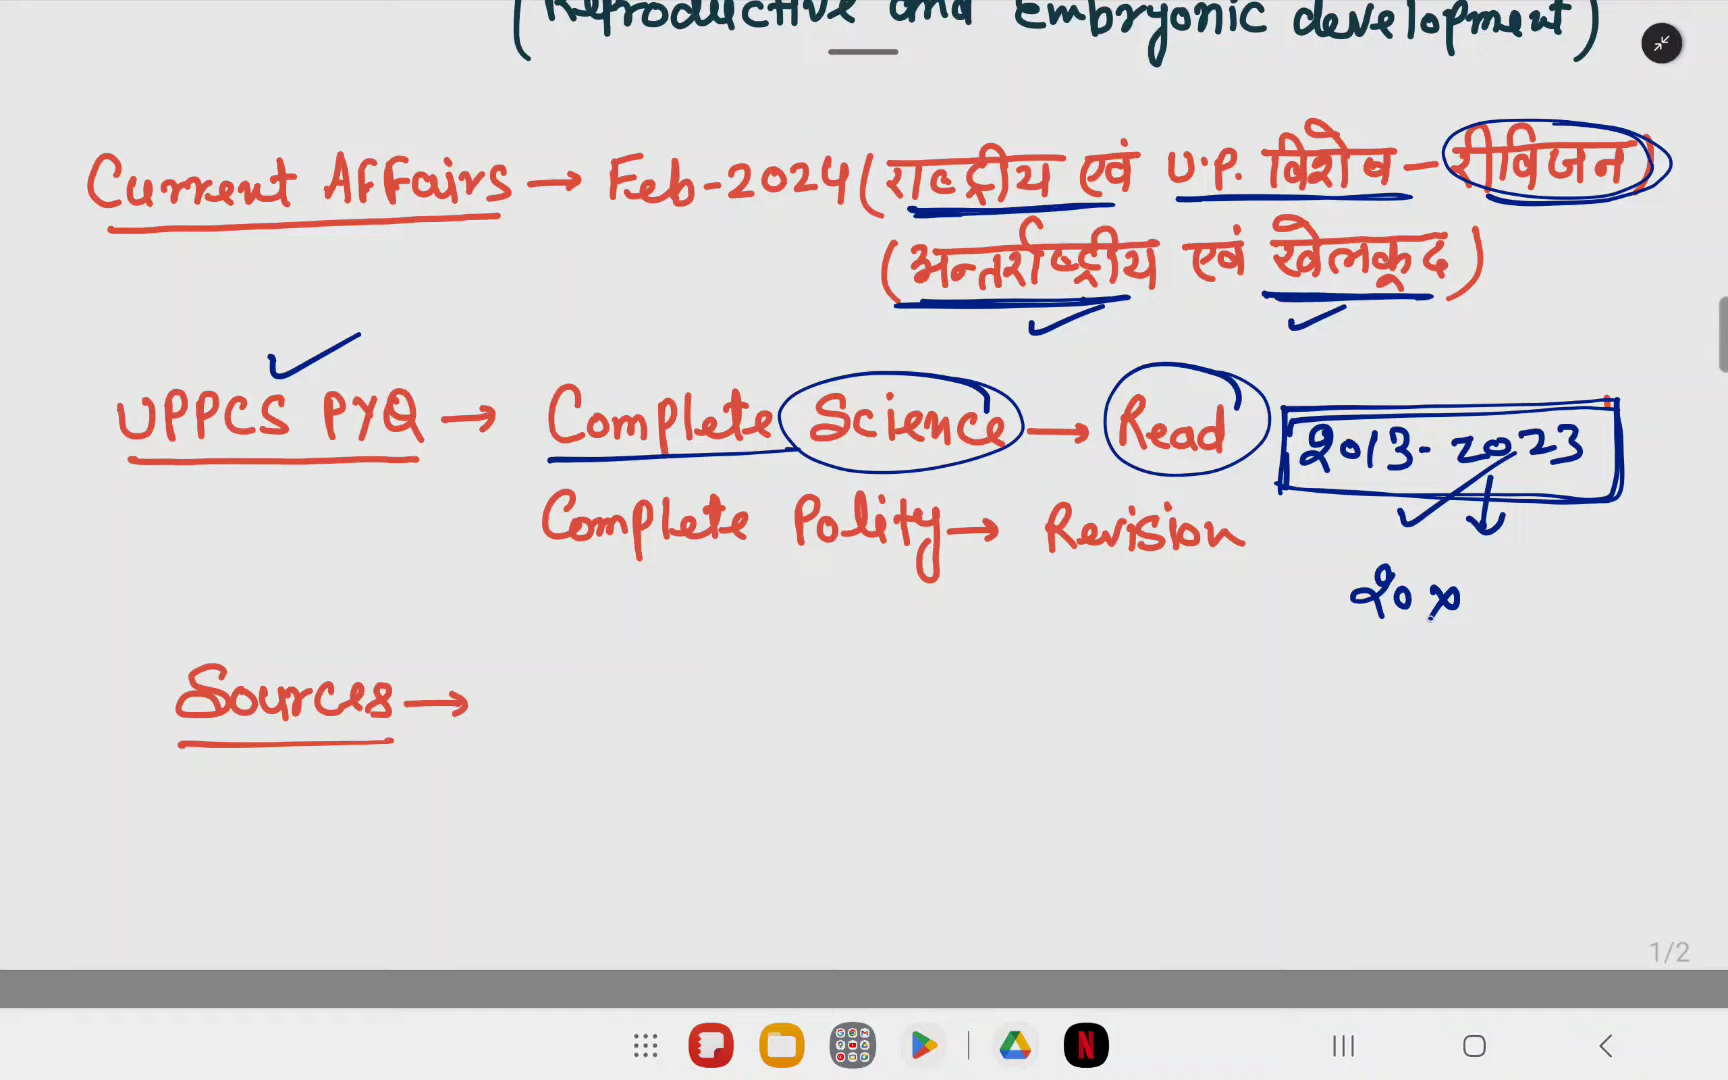 (Reproductive and Embryonic development)
Current Affairs → Feb-2024 (राष्ट्रीय एवं U.P. विशेष – रीविजन)
(अन्तर्राष्ट्रीय एवं खेलकूद)
UPPCS PYQ → Complete Science → Read 2013-2023
Complete Polity → Revision
20x
Sources →
1/2